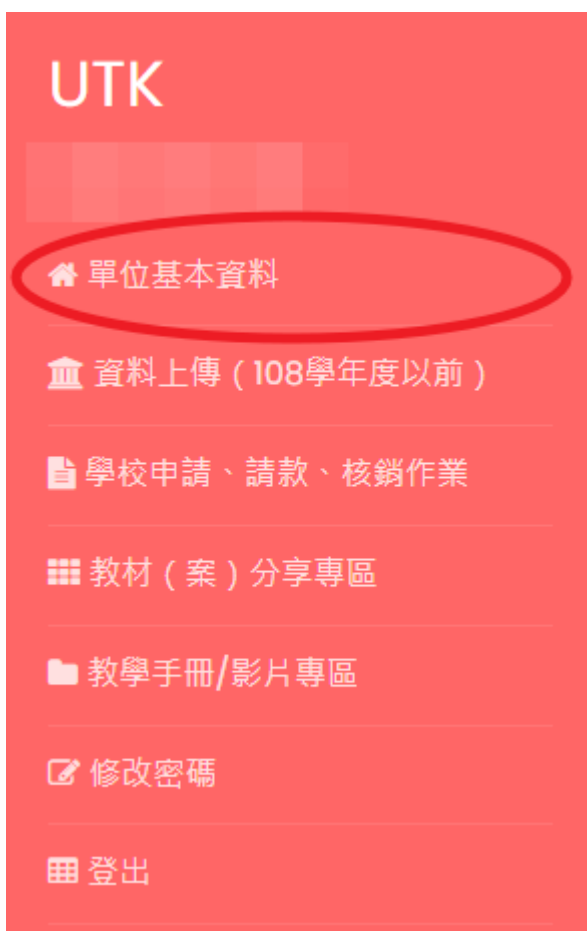 UTK
單位基本資料
資料上傳（108學年度以前）
學校申請、請款、核銷作業
教材（案）分享專區
教學手冊/影片專區
修改密碼
登出